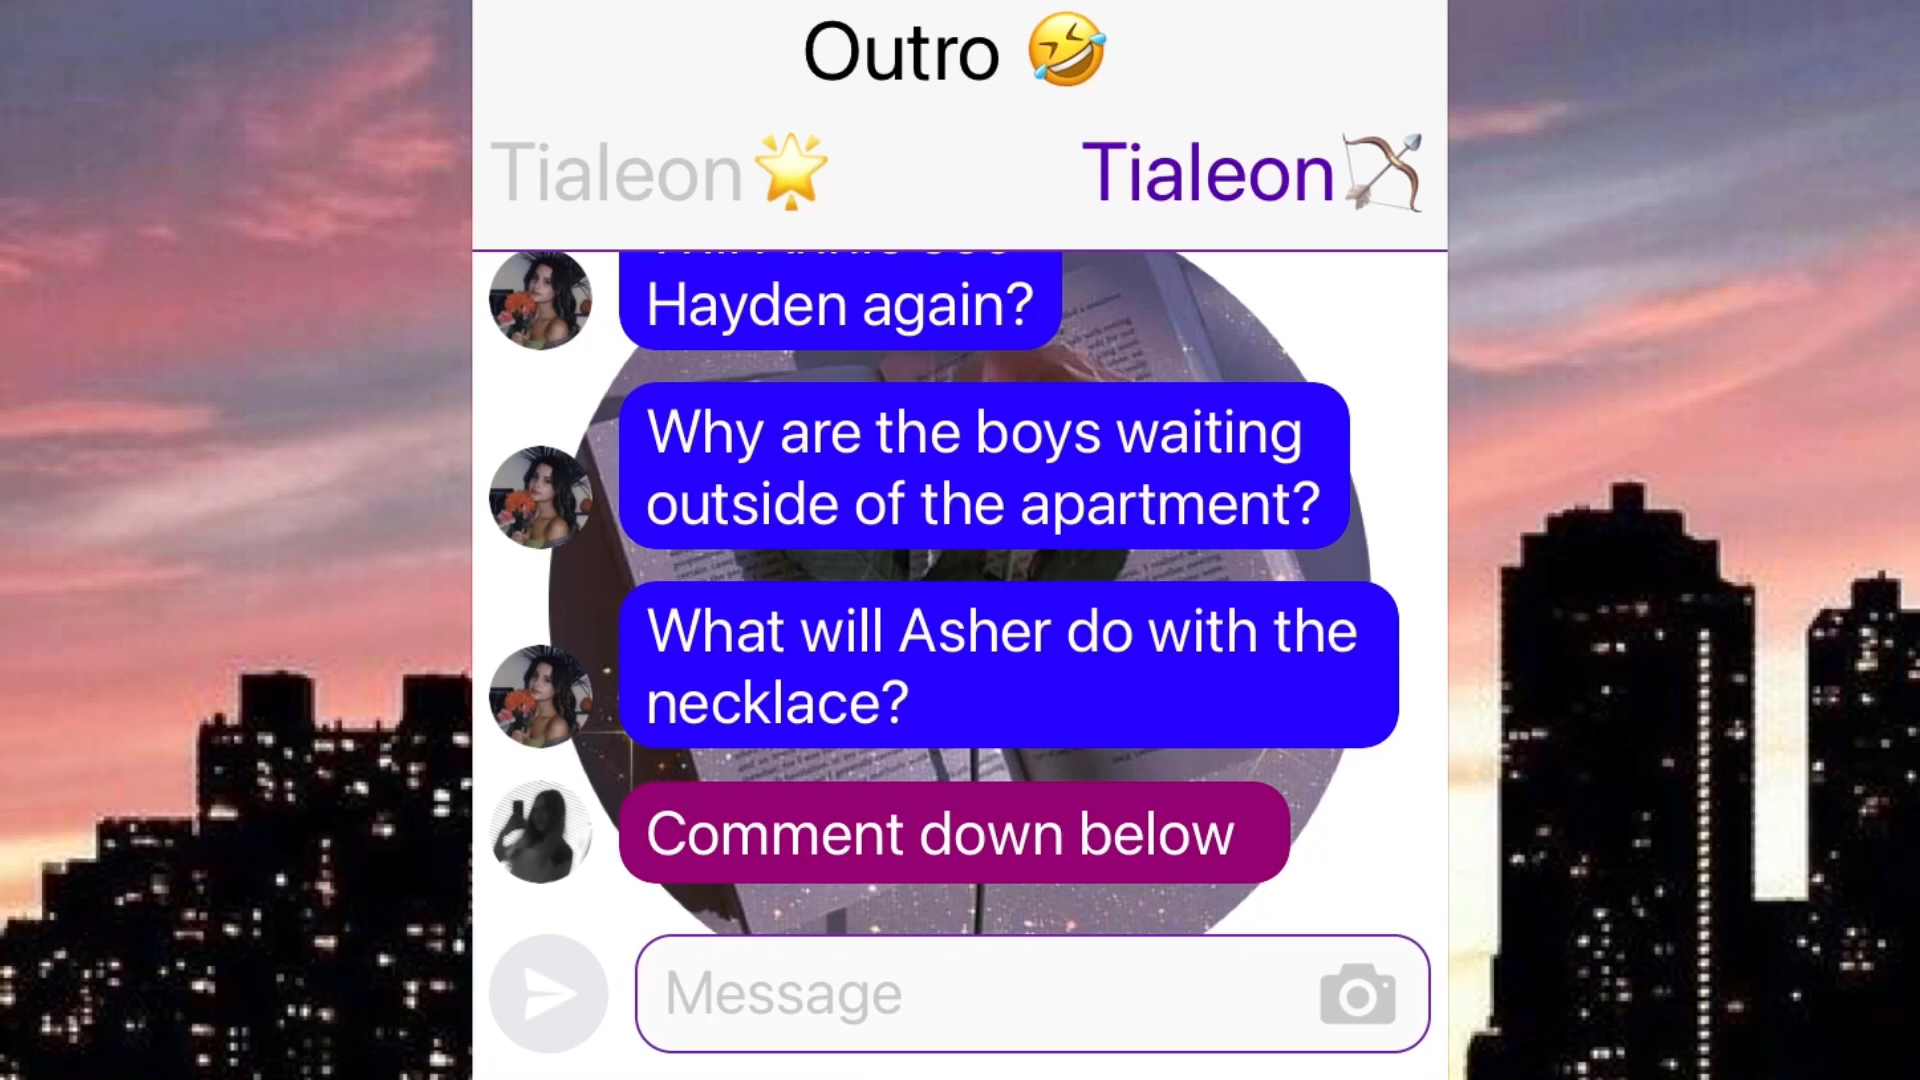 Outro 🤣
Tialeon🌟
Tialeon🏹
Hayden again?
Why are the boys waiting
outside of the apartment?
What will Asher do with the
necklace?
Comment down below
Message